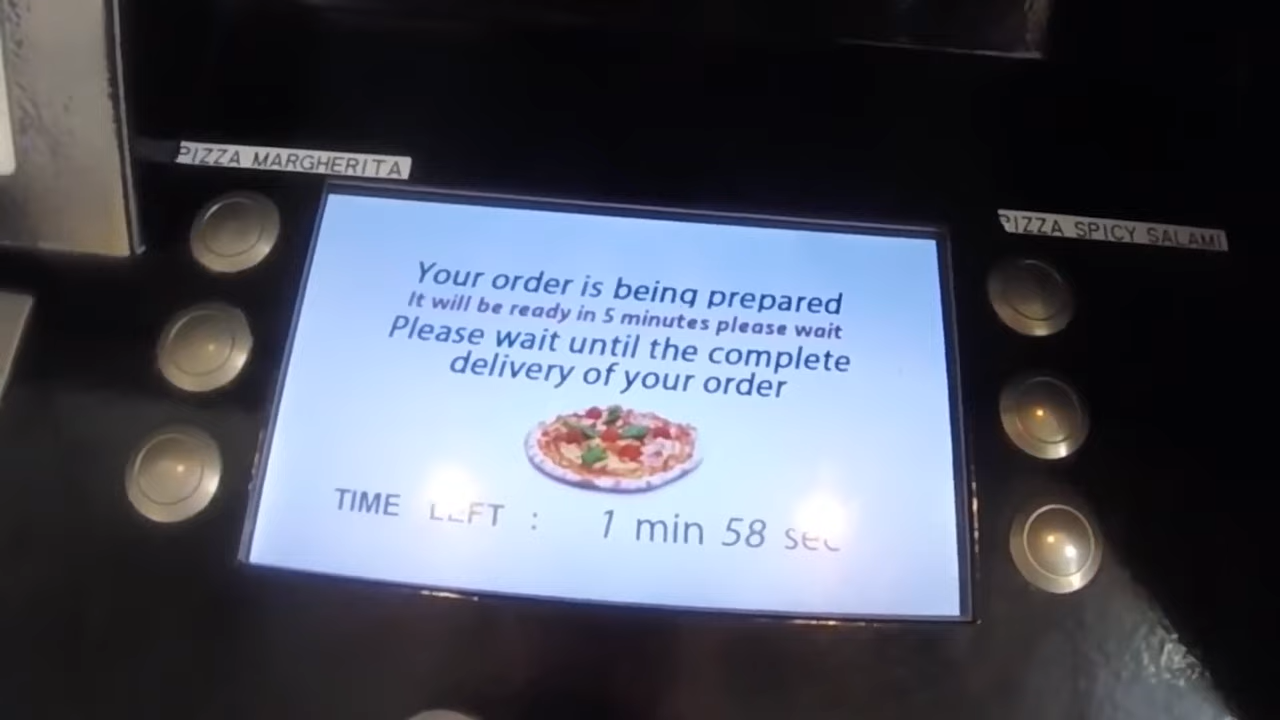 PIZZA MARGHERITA
PIZZA SPICY SALAMI
Your order is being prepared
It will be ready in 5 minutes please wait
Please wait until the complete
delivery of your order
TIME LEFT : 1 min 58 sec